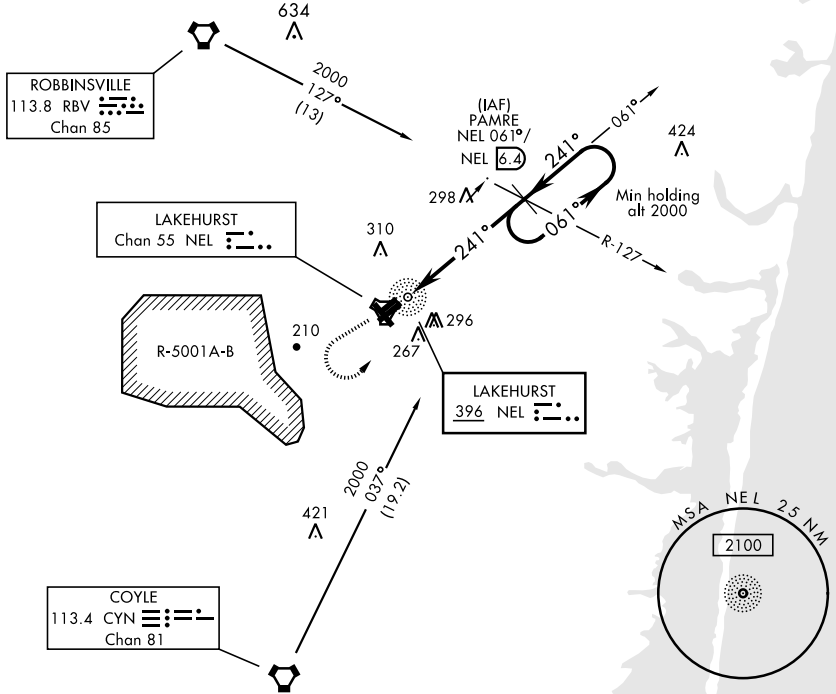 634
ROBBINSVILLE
113.8 RBV
Chan 85
2000
127°
(13)
(IAF)
PAMRE
NEL 061°/
NEL 6.4
241°
061°
424
298
Min holding
alt 2000
061°
R-127
241°
LAKEHURST
Chan 55 NEL
310
R-5001A-B
210
296
267
LAKEHURST
396 NEL
2000
037°
(19.2)
421
COYLE
113.4 CYN
Chan 81
MSA NEL 25 NM
2100